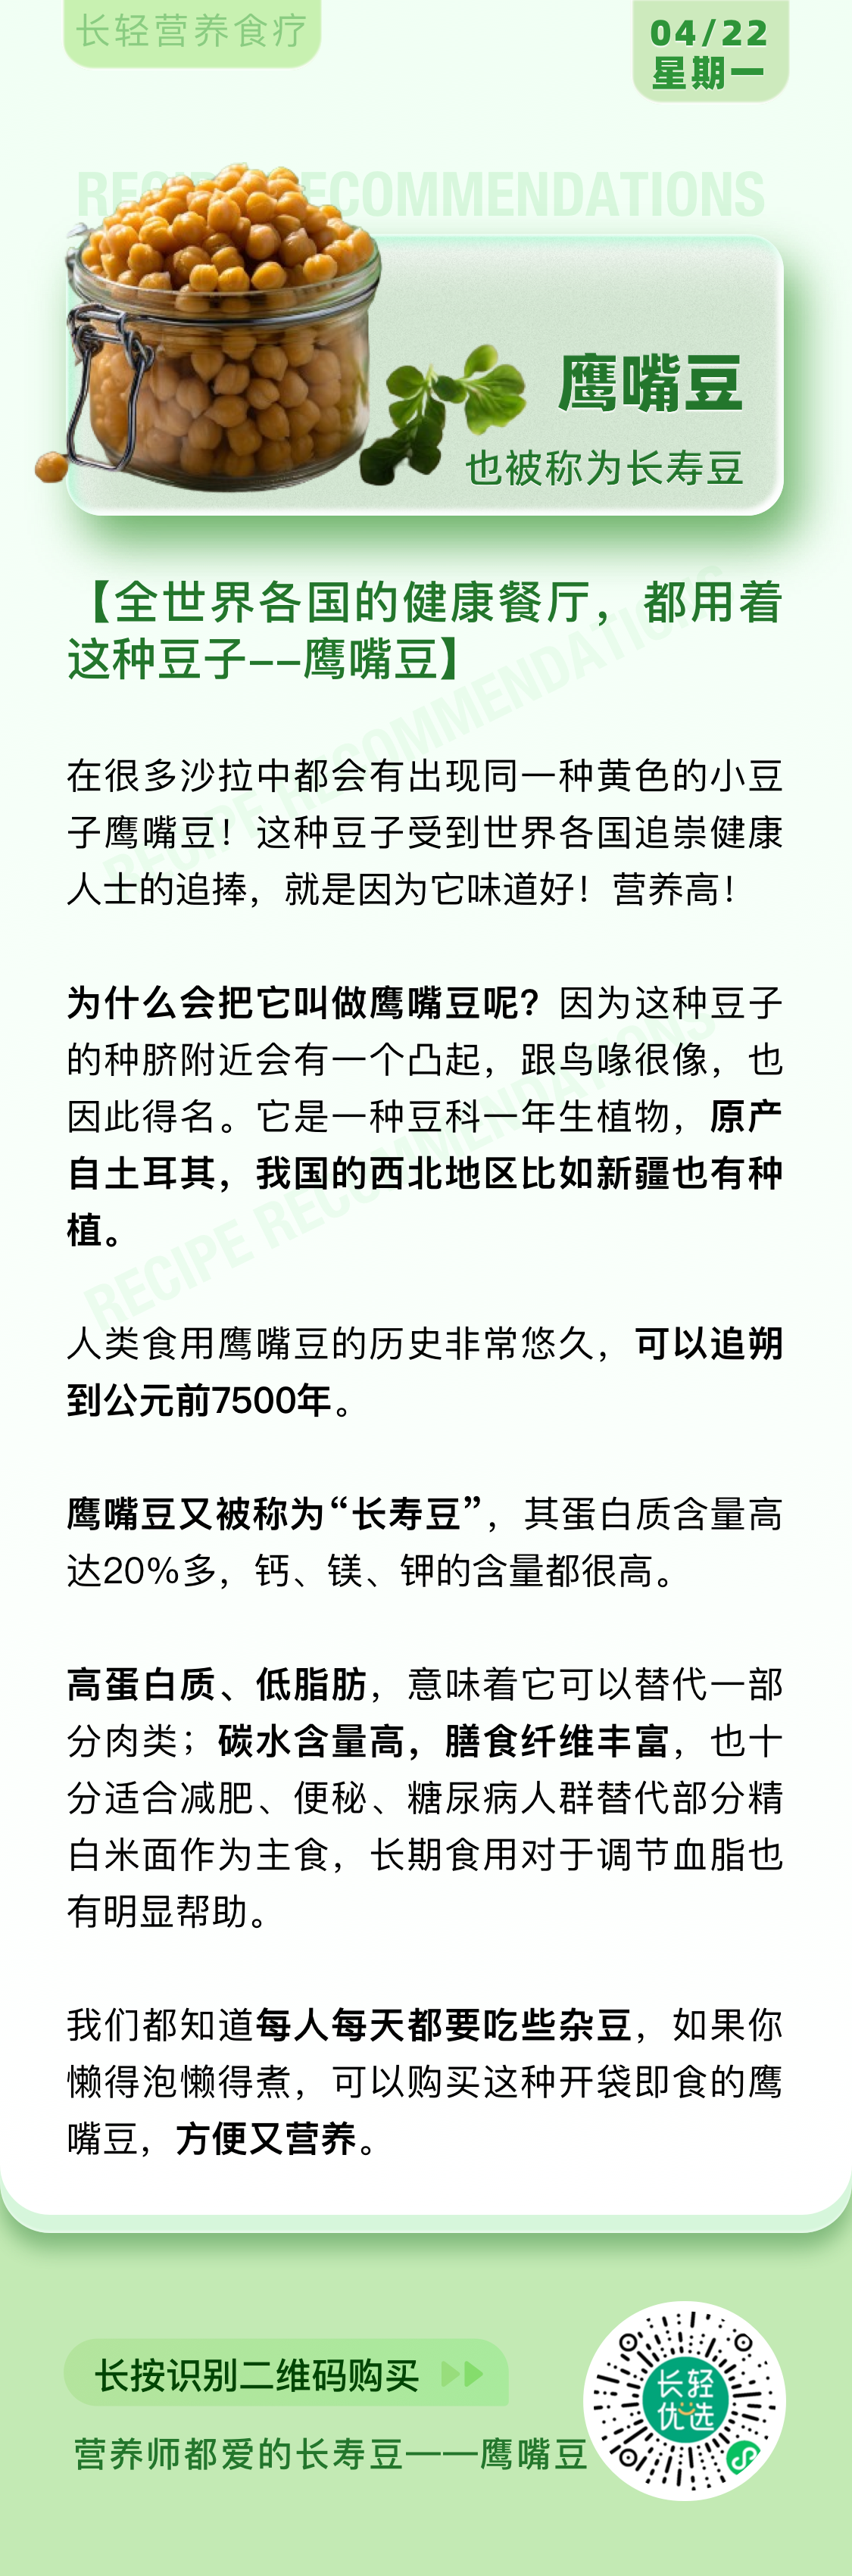 长轻营养食疗
04/22
星期一
RECIPE RECOMMENDATIONS
鹰嘴豆
也被称为长寿豆
【全世界各国的健康餐厅，都用着
这种豆子--鹰嘴豆】
RECIPE RECOMMENDATIONS
在很多沙拉中都会有出现同一种黄色的小豆
子鹰嘴豆！这种豆子受到世界各国追崇健康
人士的追捧，就是因为它味道好！营养高！
为什么会把它叫做鹰嘴豆呢？因为这种豆子
的种脐附近会有一个凸起，跟鸟喙很像，也
因此得名。它是一种豆科一年生植物，原产
自土耳其，我国的西北地区比如新疆也有种
植。
RECIPE RECOMMENDATIONS
人类食用鹰嘴豆的历史非常悠久，可以追朔
到公元前7500年。
鹰嘴豆又被称为“长寿豆”，其蛋白质含量高
达20%多，钙、镁、钾的含量都很高。
高蛋白质、低脂肪，意味着它可以替代一部
分肉类；碳水含量高，膳食纤维丰富，也十
分适合减肥、便秘、糖尿病人群替代部分精
白米面作为主食，长期食用对于调节血脂也
有明显帮助。
我们都知道每人每天都要吃些杂豆，如果你
懒得泡懒得煮，可以购买这种开袋即食的鹰
嘴豆，方便又营养。
长按识别二维码购买
营养师都爱的长寿豆——鹰嘴豆
长轻
优选